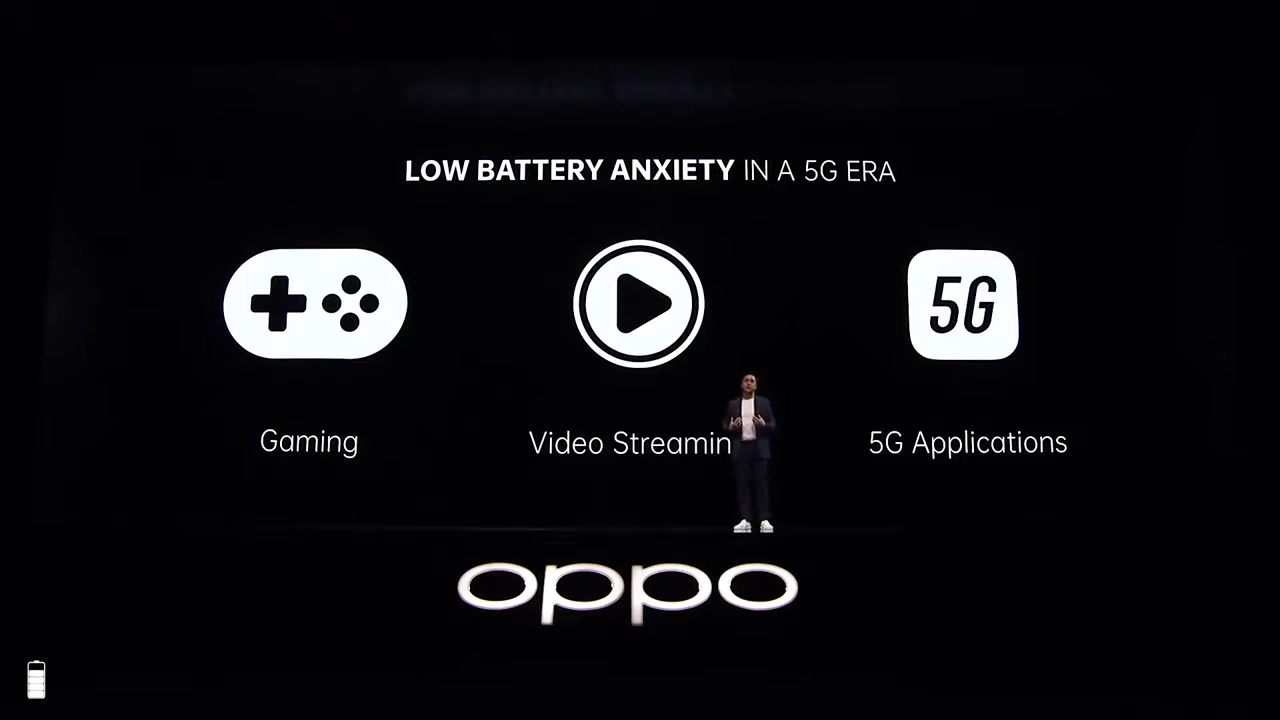 LOW BATTERY ANXIETY IN A 5G ERA
5G
Gaming
Video Streamin
5G Applications
oppo